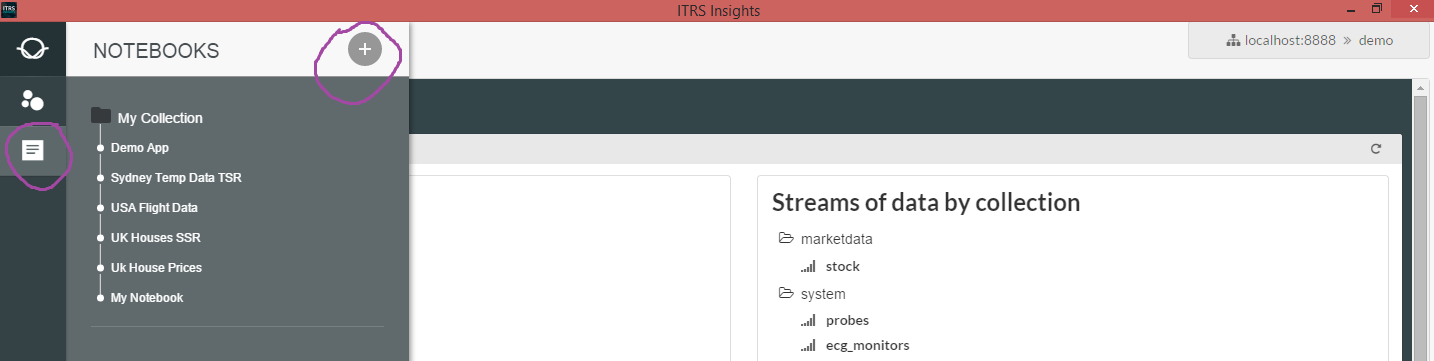 ITRS
ITRS Insights
NOTEBOOKS
+
localhost:8888 » demo
My Collection
Demo App
Sydney Temp Data TSR
USA Flight Data
UK Houses SSR
Uk House Prices
My Notebook
Streams of data by collection
marketdata
stock
system
probes
ecg_monitors